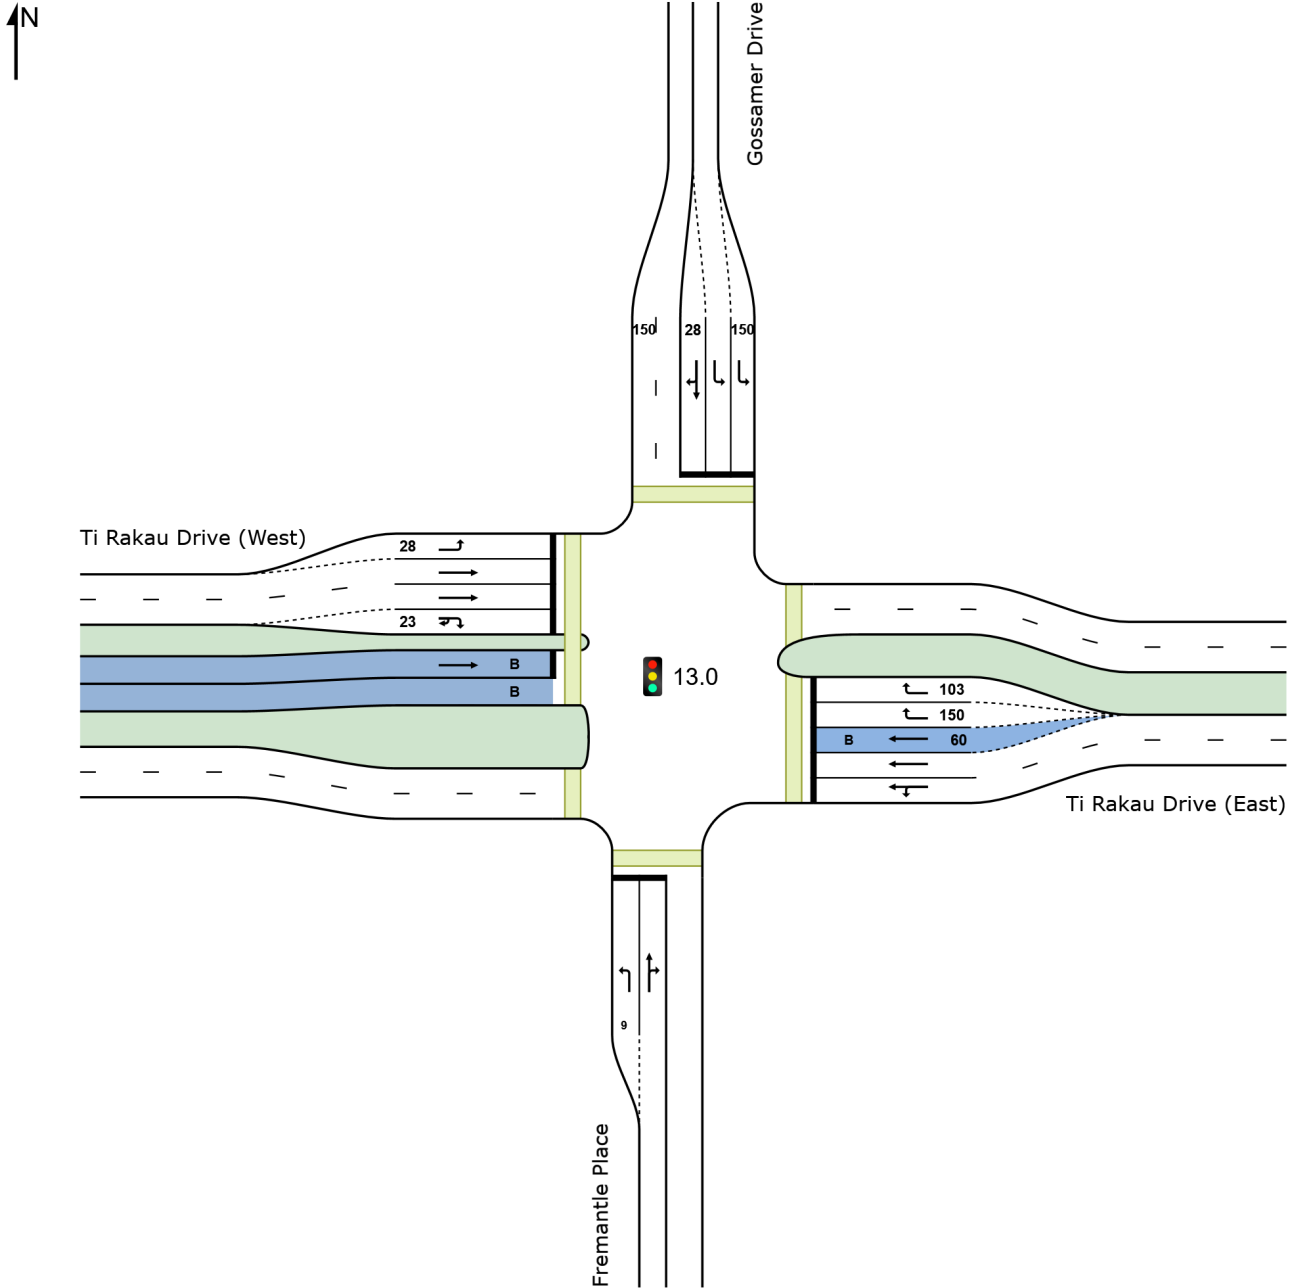 N
Gossamer Drive
150 28 150
Ti Rakau Drive (West)
28
23
B
B
13.0
103
150
B 60
Ti Rakau Drive (East)
9
Fremantle Place